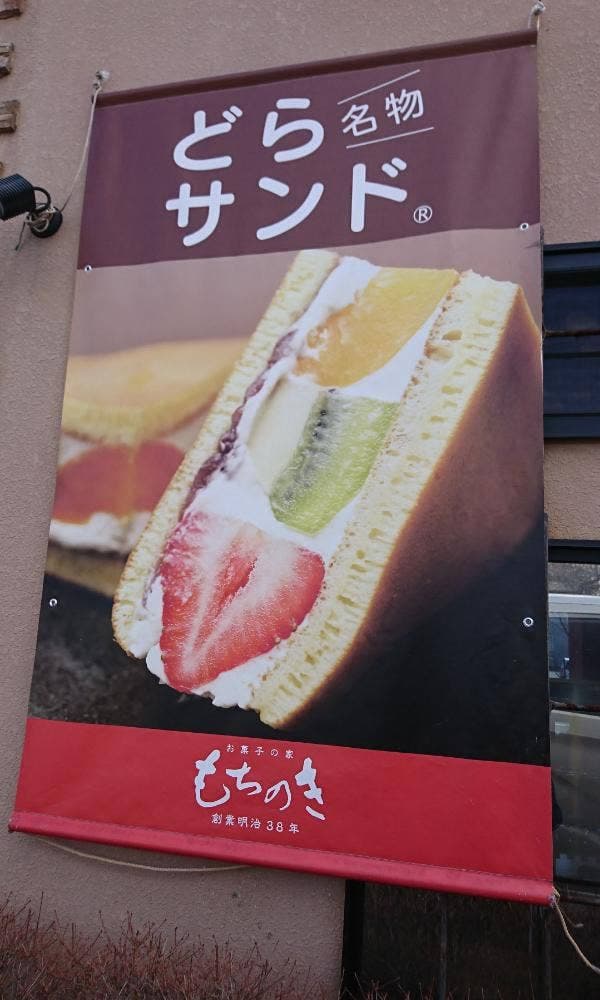 名物
どら
サンド®
お菓子の家
もちのき
創業明治38年